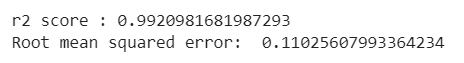 r2 score : 0.9920981681987293
Root mean squared error:  0.11025607993364234